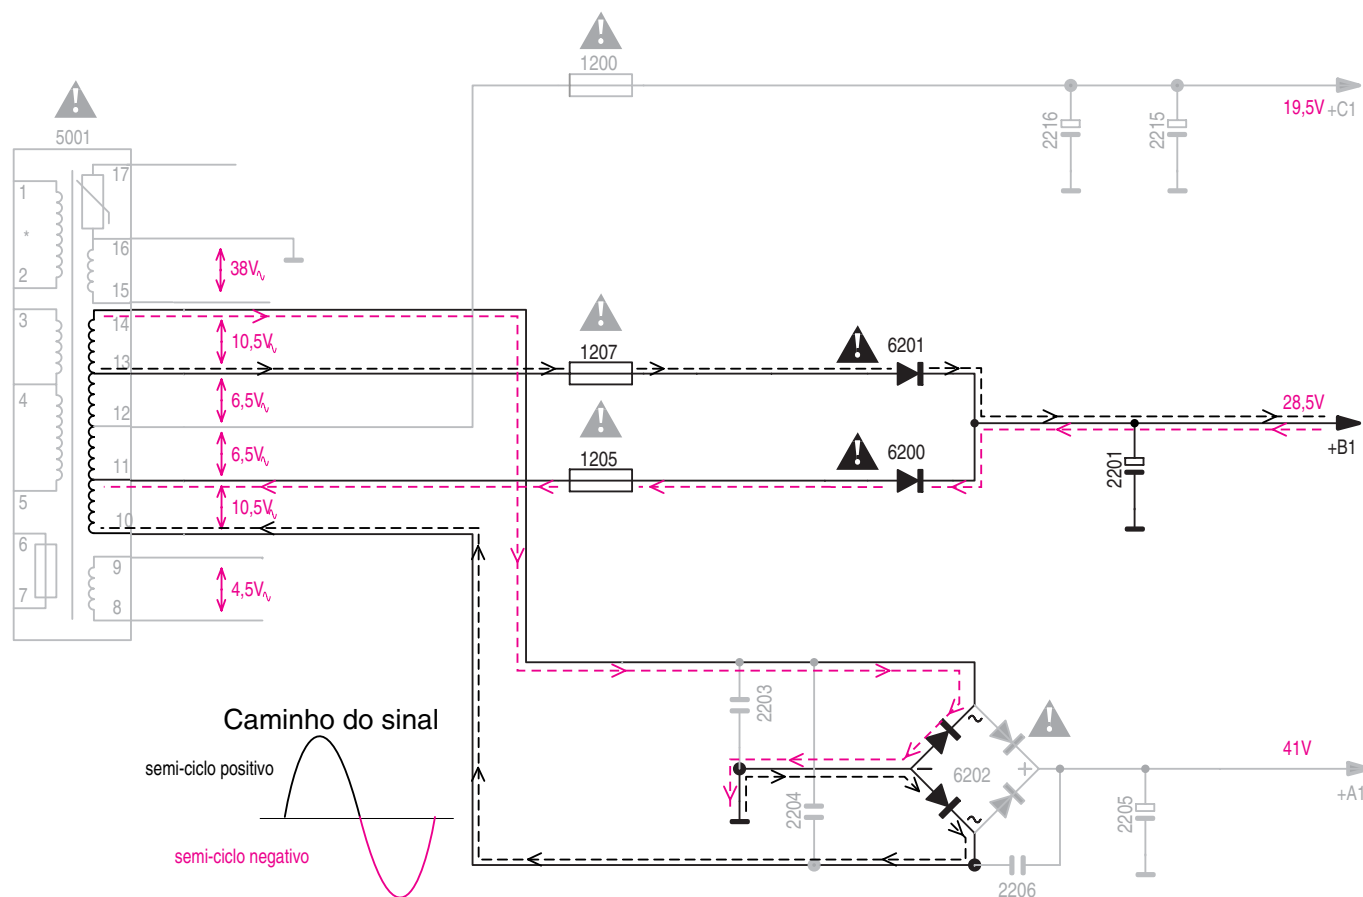 1200
19,5V +C1
2216
2215
5001
17
1
*
2
16
15
38V
3
14
10,5V
13
1207
6201
4
6,5V
12
28,5V
+B1
6,5V
11
1205
6200
2201
5
10,5V
10
6
7
9
8
4,5V
Caminho do sinal
semi-ciclo positivo
semi-ciclo negativo
2203
2204
~
−
6202
+
~
2206
2205
41V
+A1